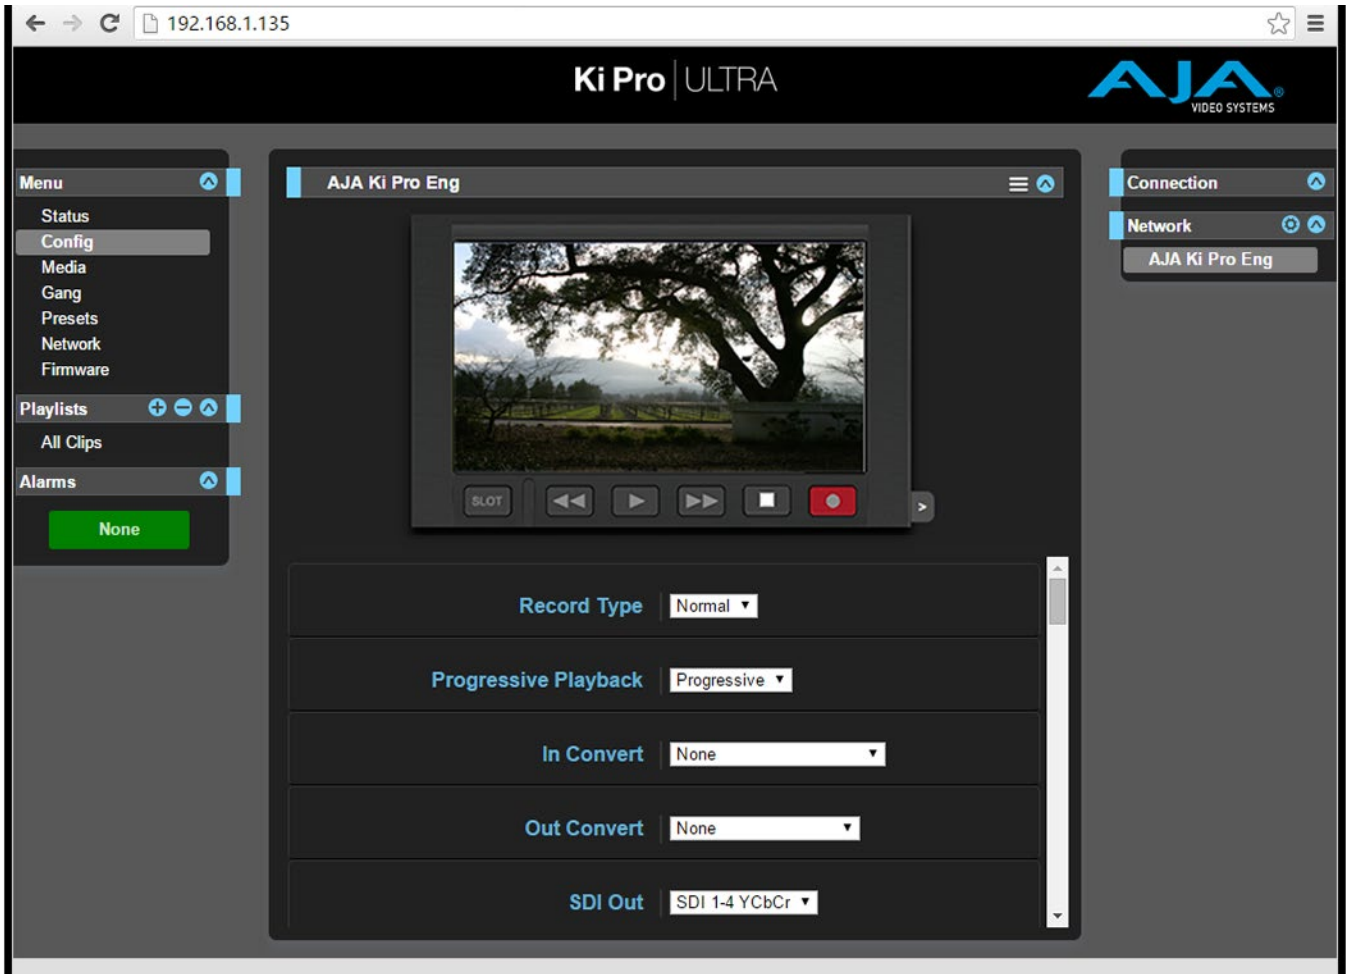 192.168.1.135
Ki Pro ULTRA
AJA
VIDEO SYSTEMS
Menu
Status
Config
Media
Gang
Presets
Network
Firmware
Playlists
All Clips
Alarms
None
AJA Ki Pro Eng
SLOT
Record Type Normal
Progressive Playback Progressive
In Convert None
Out Convert None
SDI Out SDI 1-4 YCbCr
Connection
Network
AJA Ki Pro Eng